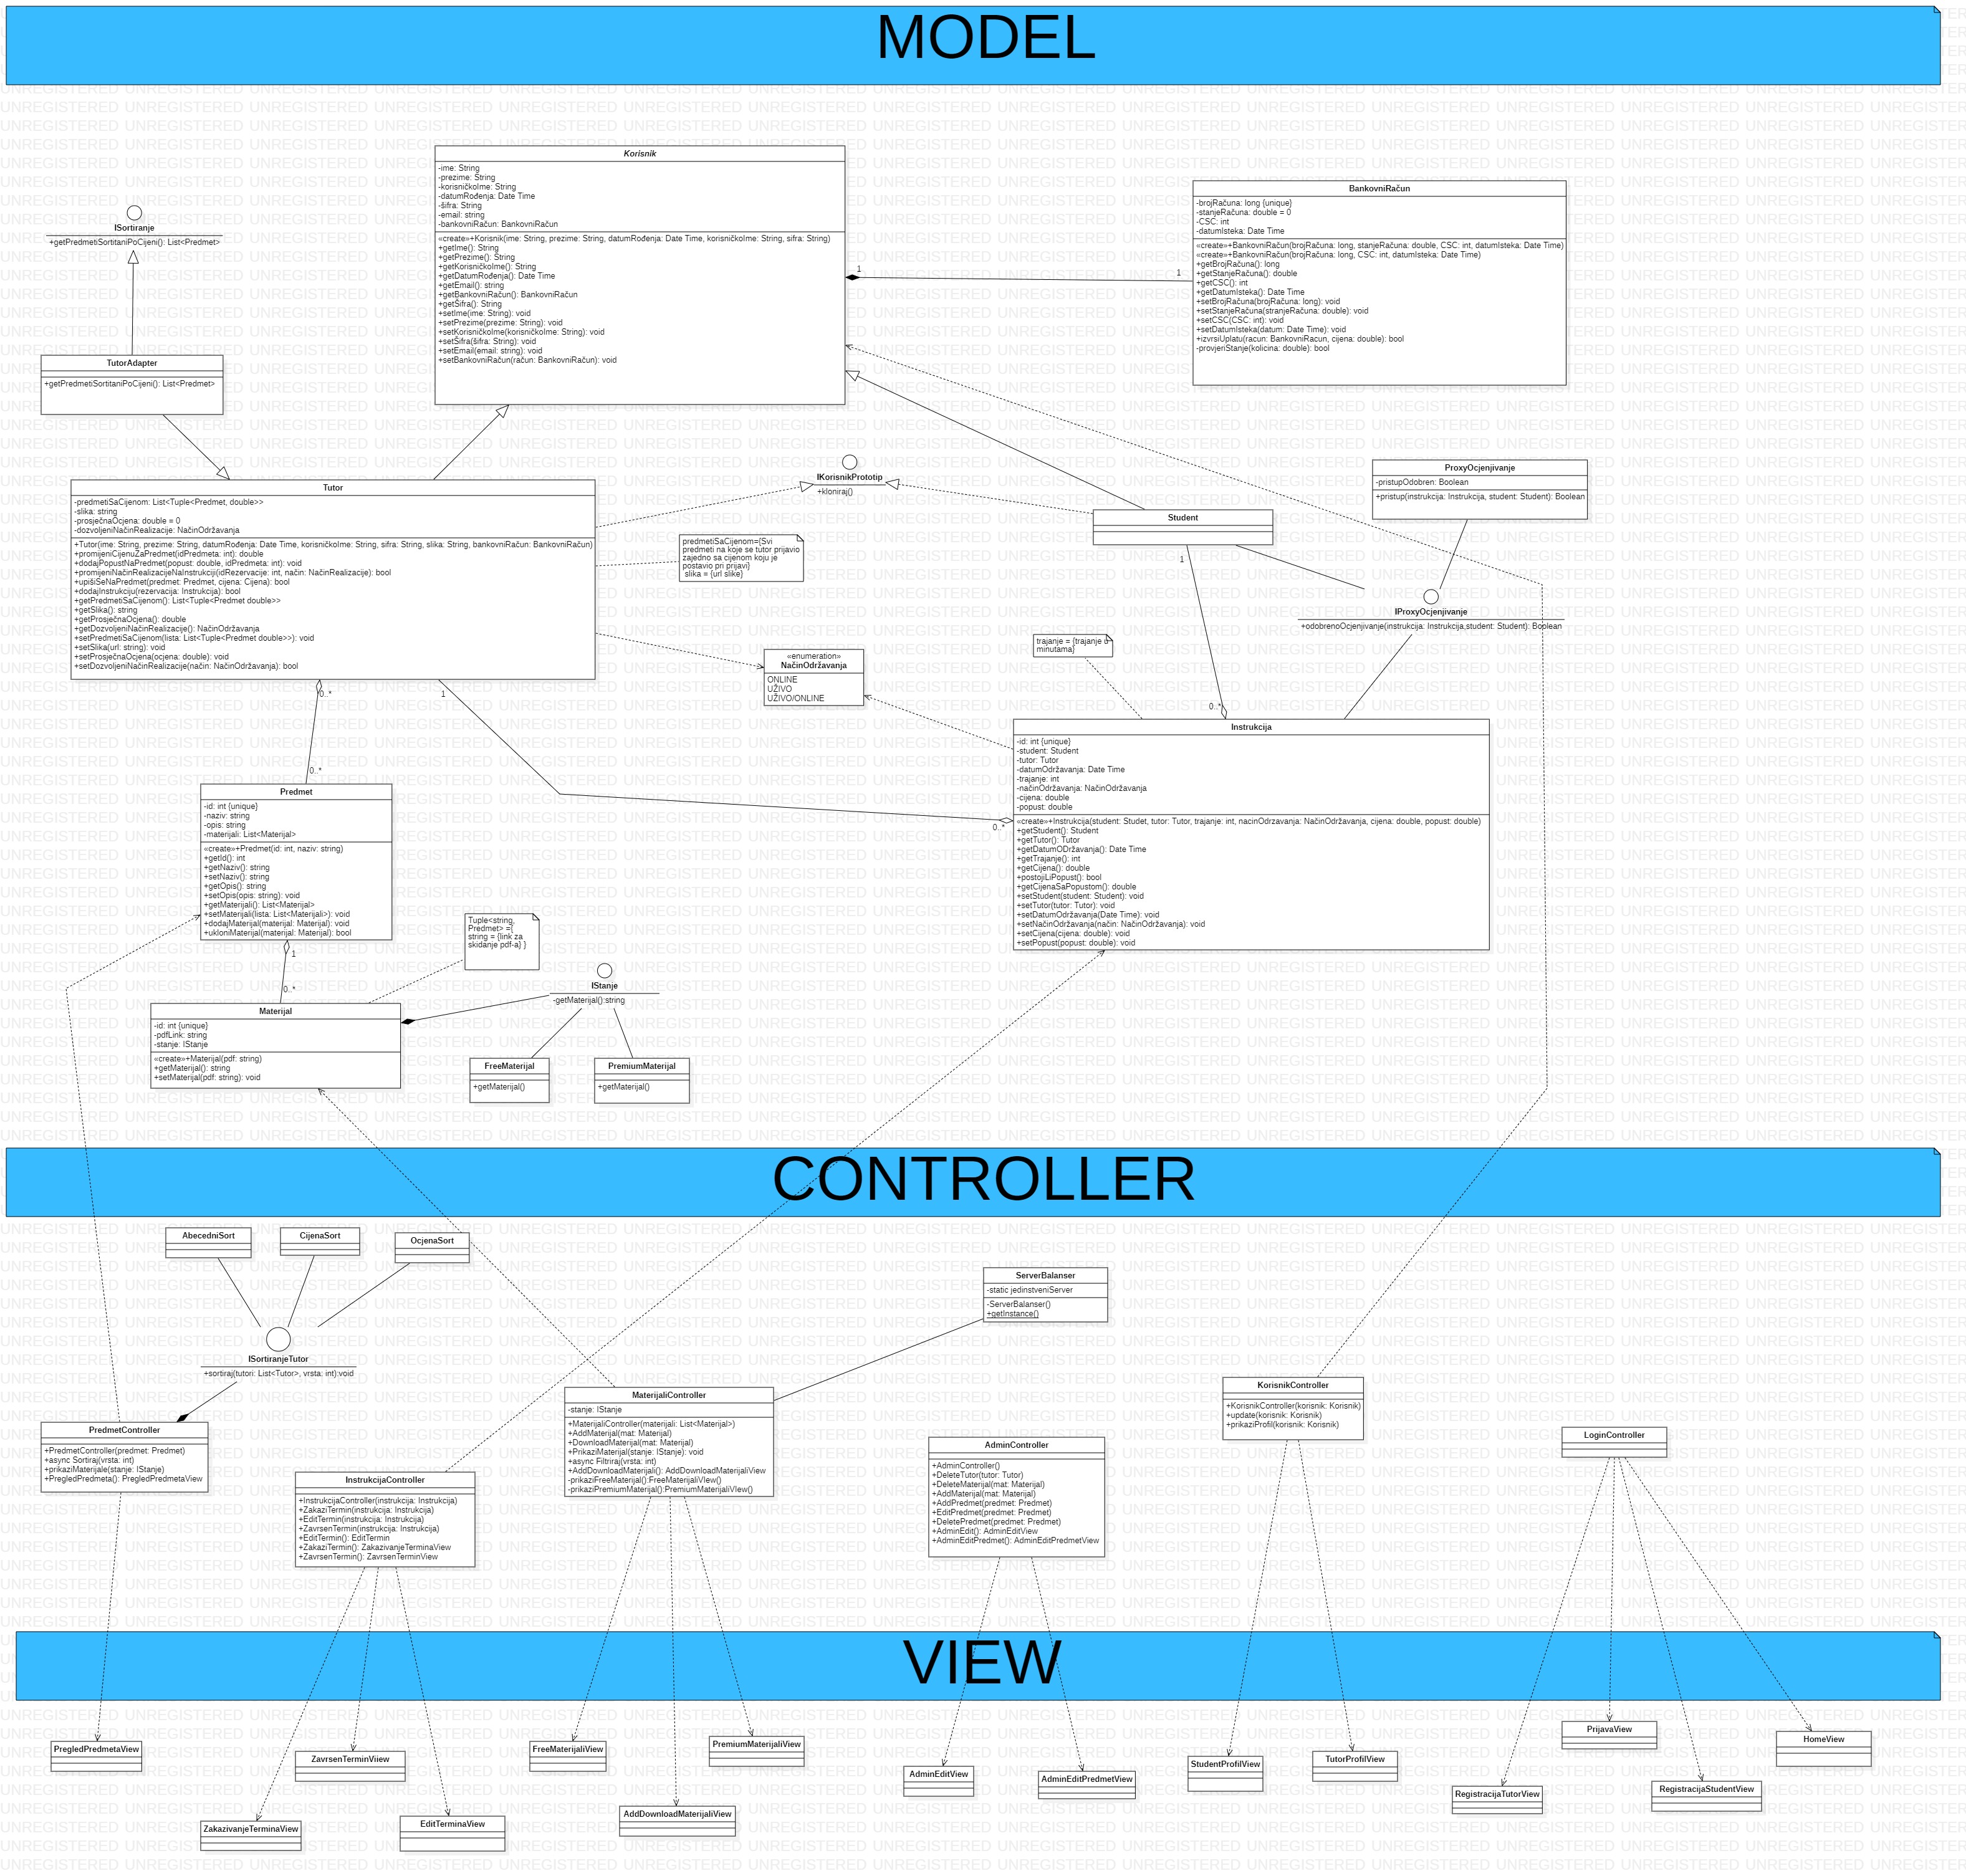 MODEL
Korisnik
-ime: String
-prezime: String
-korisničkoIme: String
-datumRođenja: Date Time
-šifra: String
-email: string
-bankovniRačun: BankovniRačun
«create»+Korisnik(ime: String, prezime: String, datumRođenja: Date Time, korisničkoIme: String, sifra: String)
+getIme(): String
+getPrezime(): String
+getKorisničkoIme(): String
+getDatumRođenja(): Date Time
+getEmail(): string
+getBankovniRačun(): BankovniRačun
+getŠifra(): String
+setIme(ime: String): void
+setPrezime(prezime: String): void
+setKorisničkoIme(korisničkoIme: String): void
+setŠifra(šifra: String): void
+setEmail(email: string): void
+setBankovniRačun(račun: BankovniRačun): void
1
1
BankovniRačun
-brojRačuna: long {unique}
-stanjeRačuna: double = 0
-CSC: int
-datumIsteka: Date Time
«create»+BankovniRačun(brojRačuna: long, stanjeRačuna: double, CSC: int, datumIsteka: Date Time)
«create»+BankovniRačun(brojRačuna: long, CSC: int, datumIsteka: Date Time)
+getBrojRačuna(): long
+getStanjeRačuna(): double
+getCSC(): int
+getDatumIsteka(): Date Time
+setBrojRačuna(brojRačuna: long): void
+setStanjeRačuna(stranjeRačuna: double): void
+setCSC(CSC: int): void
+setDatumIsteka(datum: Date Time): void
+izvrsiUplatu(racun: BankovniRacun, cijena: double): bool
-provjeriStanje(kolicina: double): bool
ISortiranje
+getPredmetiSortitaniPoCijeni(): List<Predmet>
TutorAdapter
+getPredmetiSortitaniPoCijeni(): List<Predmet>
Tutor
-predmetiSaCijenom: List<Tuple<Predmet, double>>
-slika: string
-prosječnaOcjena: double = 0
-dozvoljeniNačinRealizacije: NačinOdržavanja
+Tutor(ime: String, prezime: String, datumRođenja: Date Time, korisničkoIme: String, sifra: String, slika: String, bankovniRačun: BankovniRačun)
+promijeniCijenuZaPredmet(idPredmeta: int): double
+dodajPopustNaPredmet(popust: double, idPredmeta: int): void
+promijeniNačinRealizacijeNaInstrukciji(idRezervacije: int, način: NačinRealizacije): bool
+upišiSeNaPredmet(predmet: Predmet, cijena: Cijena): bool
+dodajInstrukciju(rezervacija: Instrukcija): bool
+getPredmetiSaCijenom(): List<Tuple<Predmet double>>
+getSlika(): string
+getProsječnaOcjena(): double
+getDozvoljeniNačinRealizacije(): NačinOdržavanja
+setPredmetiSaCijenom(lista: List<Tuple<Predmet double>>): void
+setSlika(url: string): void
+setProsječnaOcjena(ocjena: double): void
+setDozvoljeniNačinRealizacije(način: NačinOdržavanja): bool
IKorisnikPrototip
+kloniraj()
predmetiSaCijenom={Svi
predmeti na koje se tutor prijavio
zajedno sa cijenom koju je
postavio pri prijavi}
slika = {url slike}
Student
ProxyOcjenjivanje
-pristupOdobren: Boolean
+pristup(instrukcija: Instrukcija, student: Student): Boolean
IProxyOcjenjivanje
+odobrenoOcjenjivanje(instrukcija: Instrukcija,student: Student): Boolean
«enumeration»
NačinOdržavanja
ONLINE
UŽIVO
UŽIVO/ONLINE
trajanje = {trajanje u
minutama}
1
0..*
0..*
1
0..*
0..*
Instrukcija
-id: int {unique}
-student: Student
-tutor: Tutor
-datumOdržavanja: Date Time
-trajanje: int
-načinOdržavanja: NačinOdržavanja
-cijena: double
-popust: double
«create»+Instrukcija(student: Studet, tutor: Tutor, trajanje: int, nacinOdrzavanja: NačinOdržavanja, cijena: double, popust: double)
+getStudent(): Student
+getTutor(): Tutor
+getDatumODržavanja(): Date Time
+getTrajanje(): int
+getCijena(): double
+postojiLiPopust(): bool
+getCijenaSaPopustom(): double
+setStudent(student: Student): void
+setTutor(tutor: Tutor): void
+setDatumOdržavanja(Date Time): void
+setNačinOdržavanja(način: NačinOdržavanja): void
+setCijena(cijena: double): void
+setPopust(popust: double): void
Predmet
-id: int {unique}
-naziv: string
-opis: string
-materijali: List<Materijal>
«create»+Predmet(id: int, naziv: string)
+getId(): int
+getNaziv(): string
+setNaziv(): string
+getOpis(): string
+setOpis(opis: string): void
+getMaterijali(): List<Materijal>
+setMaterijali(lista: List<Materijali>): void
+dodajMaterijal(materijal: Materijal): void
+ukloniMaterijal(materijal: Materijal): bool
1
0..*
Tuple<string,
Predmet> ={
string = {link za
skidanje pdf-a} }
Materijal
-id: int {unique}
-pdfLink: string
-stanje: IStanje
«create»+Materijal(pdf: string)
+getMaterijal(): string
+setMaterijal(pdf: string): void
IStanje
-getMaterijal():string
FreeMaterijal
+getMaterijal()
PremiumMaterijal
+getMaterijal()
CONTROLLER
AbecedniSort
CijenaSort
OcjenaSort
ISortiranjeTutor
+sortiraj(tutori: List<Tutor>, vrsta: int):void
ServerBalanser
-static jedinstveniServer
-ServerBalanser()
+getInstance()
PredmetController
+PredmetController(predmet: Predmet)
+async Sortiraj(vrsta: int)
+prikaziMaterijale(stanje: IStanje)
+PregledPredmeta(): PregledPredmetaView
InstrukcijaController
+InstrukcijaController(instrukcija: Instrukcija)
+ZakaziTermin(instrukcija: Instrukcija)
+EditTermin(instrukcija: Instrukcija)
+ZavrsenTermin(instrukcija: Instrukcija)
+EditTermin(): EditTermin
+ZakaziTermin(): ZakazivanjeTerminaView
+ZavrsenTermin(): ZavrsenTerminView
MaterijaliController
-stanje: IStanje
+MaterijaliController(materijali: List<Materijal>)
+AddMaterijal(mat: Materijal)
+DownloadMaterijal(mat: Materijal)
+PrikaziMaterijal(stanje: IStanje): void
+async Filtriraj(vrsta: int)
+AddDownloadMaterijali(): AddDownloadMaterijaliView
-prikaziFreeMaterijal():FreeMaterijaliVIew()
-prikaziPremiumMaterijal():PremiumMaterijaliVIew()
AdminController
+AdminController()
+DeleteTutor(tutor: Tutor)
+DeleteMaterijal(mat: Materijal)
+AddMaterijal(mat: Materijal)
+AddPredmet(predmet: Predmet)
+EditPredmet(predmet: Predmet)
+DeletePredmet(predmet: Predmet)
+AdminEdit(): AdminEditView
+AdminEditPredmet(): AdminEditPredmetView
KorisnikController
+KorisnikController(korisnik: Korisnik)
+update(korisnik: Korisnik)
+prikaziProfil(korisnik: Korisnik)
LoginController
VIEW
PregledPredmetaView
ZavrsenTerminViiew
ZakazivanjeTerminaView
EditTerminaView
FreeMaterijaliView
PremiumMaterijaliView
AddDownloadMaterijaliView
AdminEditView
AdminEditPredmetView
StudentProfilView
TutorProfilView
PrijavaView
HomeView
RegistracijaTutorView
RegistracijaStudentView